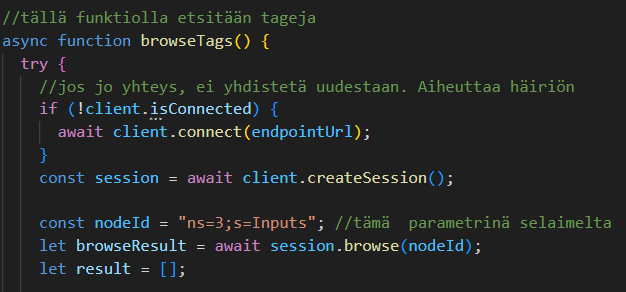 //tällä funktiolla etsitään tageja
async function browseTags() {
try {
//jos jo yhteys, ei yhdistetä uudestaan. Aiheuttaa häiriön
if (!client.isConnected) {
await client.connect(endpointUrl);
}
const session = await client.createSession();
const nodeId = "ns=3;s=Inputs"; //tämä  parametrinä selaimelta
let browseResult = await session.browse(nodeId);
let result = [];